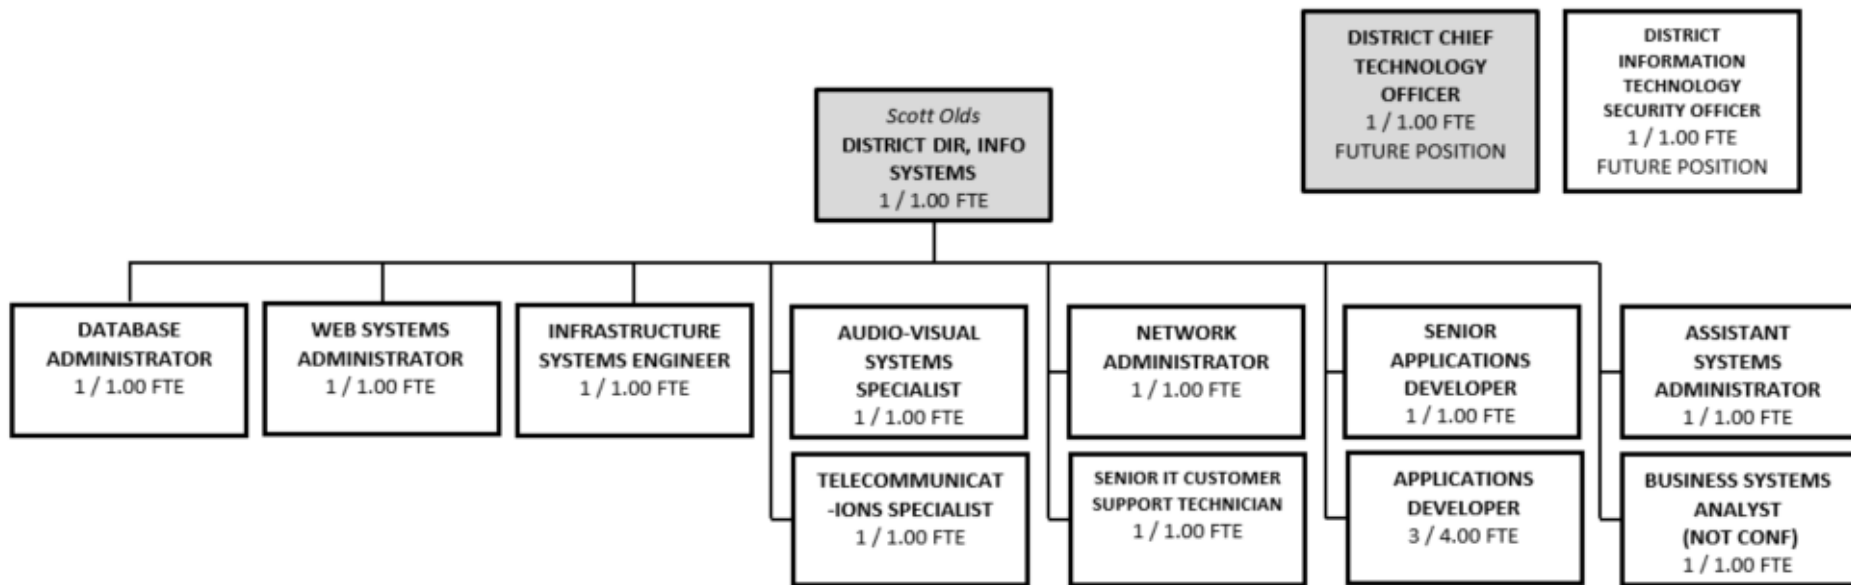 DISTRICT CHIEF
TECHNOLOGY
OFFICER
1 / 1.00 FTE
FUTURE POSITION
DISTRICT
INFORMATION
TECHNOLOGY
SECURITY OFFICER
1 / 1.00 FTE
FUTURE POSITION
Scott Olds
DISTRICT DIR, INFO
SYSTEMS
1 / 1.00 FTE
DATABASE
ADMINISTRATOR
1 / 1.00 FTE
WEB SYSTEMS
ADMINISTRATOR
1 / 1.00 FTE
INFRASTRUCTURE
SYSTEMS ENGINEER
1 / 1.00 FTE
AUDIO-VISUAL
SYSTEMS
SPECIALIST
1 / 1.00 FTE
NETWORK
ADMINISTRATOR
1 / 1.00 FTE
SENIOR
APPLICATIONS
DEVELOPER
1 / 1.00 FTE
ASSISTANT
SYSTEMS
ADMINISTRATOR
1 / 1.00 FTE
TELECOMMUNICAT
-IONS SPECIALIST
1 / 1.00 FTE
SENIOR IT CUSTOMER
SUPPORT TECHNICIAN
1 / 1.00 FTE
APPLICATIONS
DEVELOPER
3 / 4.00 FTE
BUSINESS SYSTEMS
ANALYST
(NOT CONF)
1 / 1.00 FTE